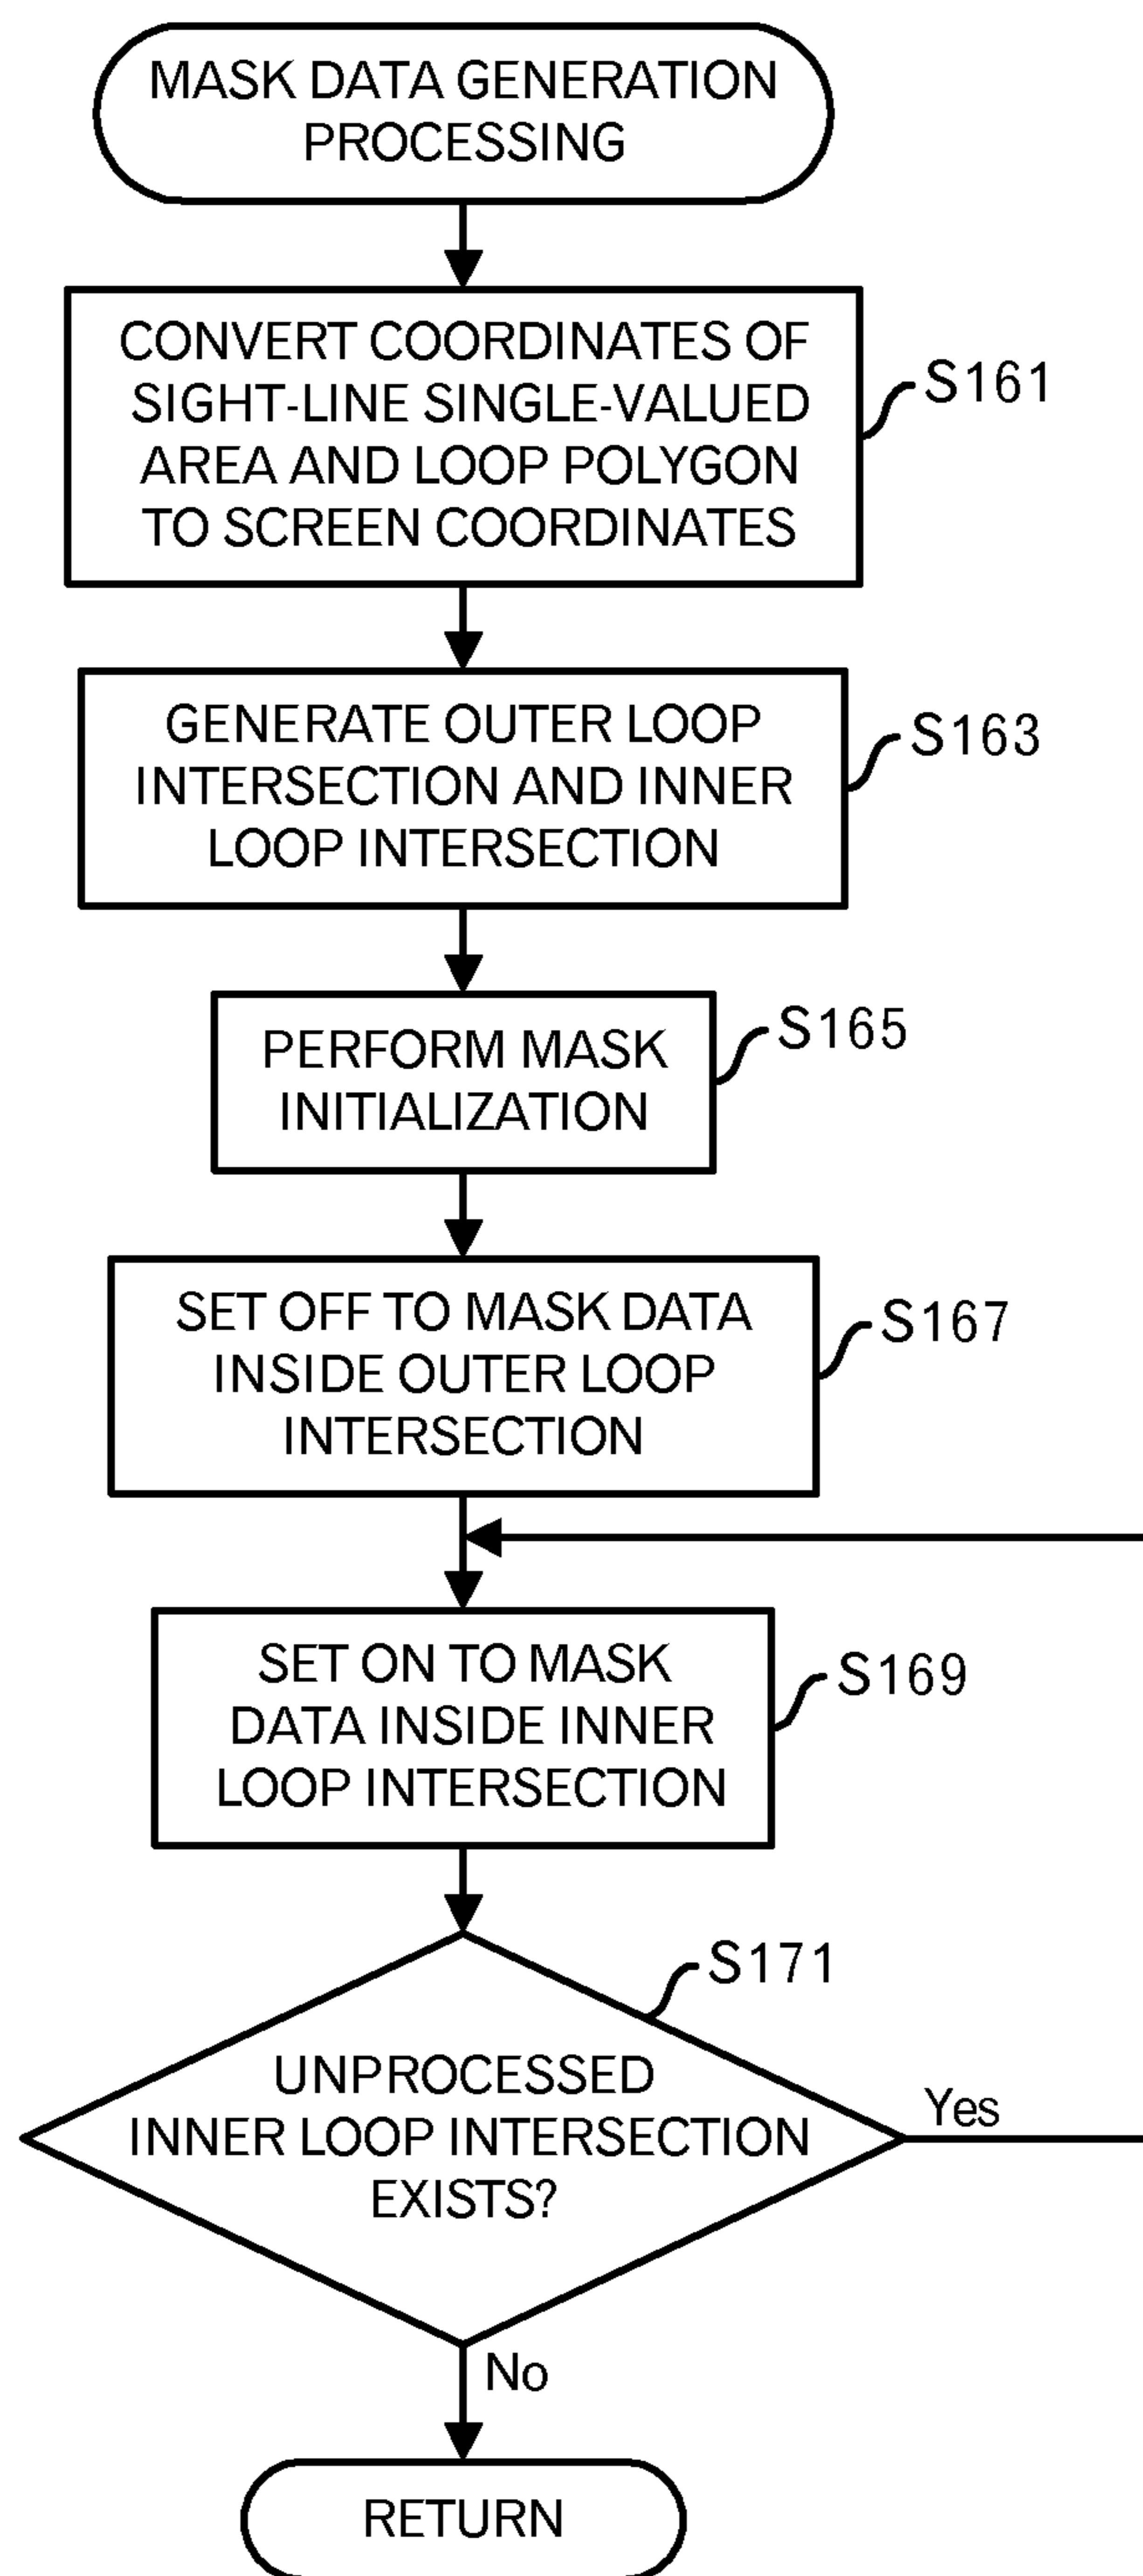 MASK DATA GENERATION
PROCESSING
CONVERT COORDINATES OF
SIGHT-LINE SINGLE-VALUED
AREA AND LOOP POLYGON
TO SCREEN COORDINATES
S161
GENERATE OUTER LOOP
INTERSECTION AND INNER
LOOP INTERSECTION
S163
PERFORM MASK
INITIALIZATION
S165
SET OFF TO MASK DATA
INSIDE OUTER LOOP
INTERSECTION
S167
SET ON TO MASK
DATA INSIDE INNER
LOOP INTERSECTION
S169
S171
UNPROCESSED
INNER LOOP INTERSECTION
EXISTS?
Yes
No
RETURN